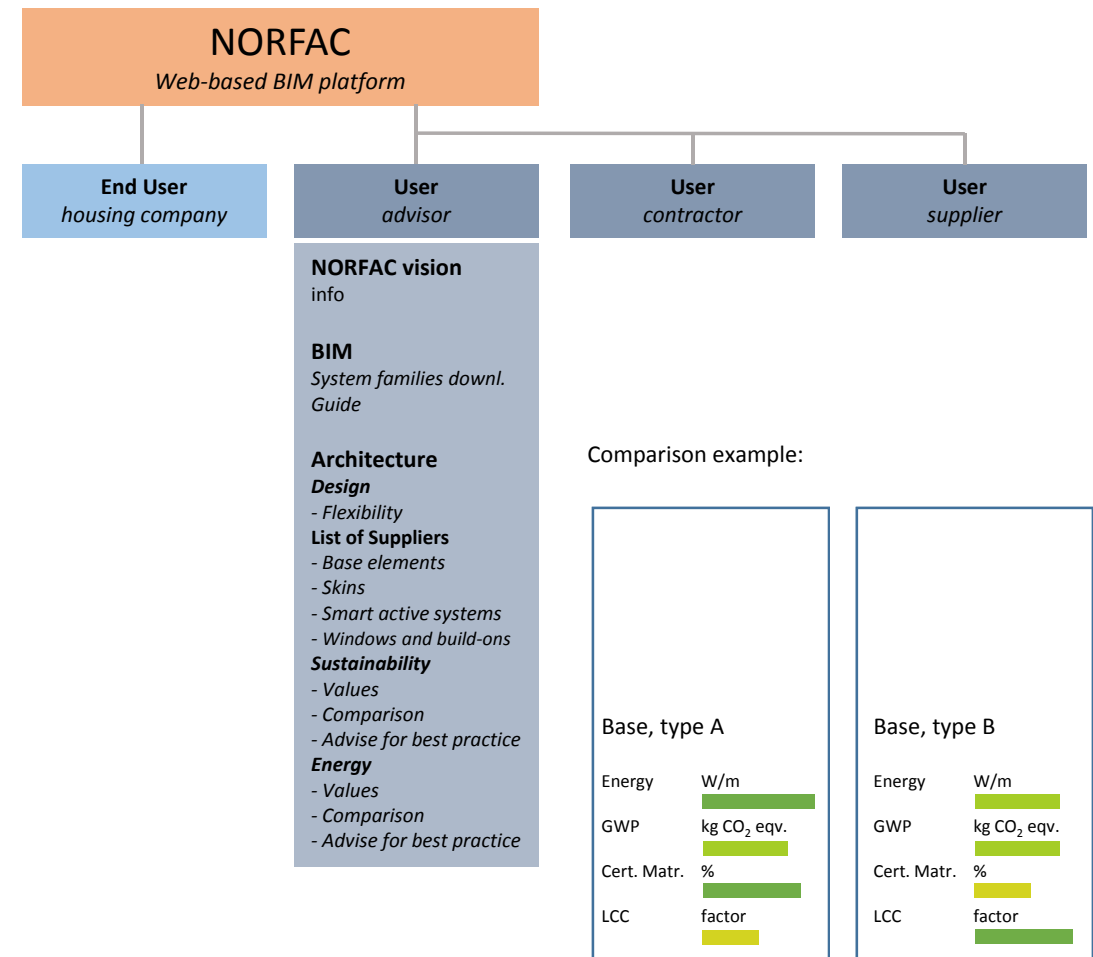 NORFAC
Web-based BIM platform
End User
housing company
User
advisor
User
contractor
User
supplier
NORFAC vision
info
BIM
System families downl.
Guide
Architecture
Design
- Flexibility
List of Suppliers
- Base elements
- Skins
- Smart active systems
- Windows and build-ons
Sustainability
- Values
- Comparison
- Advise for best practice
Energy
- Values
- Comparison
- Advise for best practice
Comparison example:
Base, type A
Energy W/m
GWP kg CO2 eqv.
Cert. Matr. %
LCC factor
Base, type B
Energy W/m
GWP kg CO2 eqv.
Cert. Matr. %
LCC factor